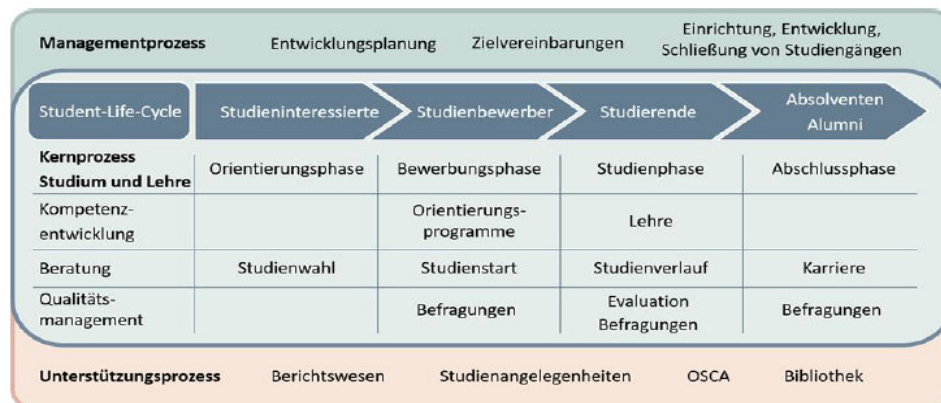 Managementprozess Entwicklungsplanung Zielvereinbarungen Einrichtung, Entwicklung,
Schließung von Studiengängen
Student-Life-Cycle Studieninteressierte Studienbewerber Studierende Absolventen
Alumni
Kernprozess
Studium und Lehre Orientierungsphase Bewerbungsphase Studienphase Abschlussphase
Kompetenz-
entwicklung
Orientierungs-
programme
Lehre
Beratung Studienwahl Studienstart Studienverlauf Karriere
Qualitäts-
management
Befragungen
Evaluation
Befragungen
Befragungen
Unterstützungsprozess Berichtswesen Studienangelegenheiten OSCA Bibliothek